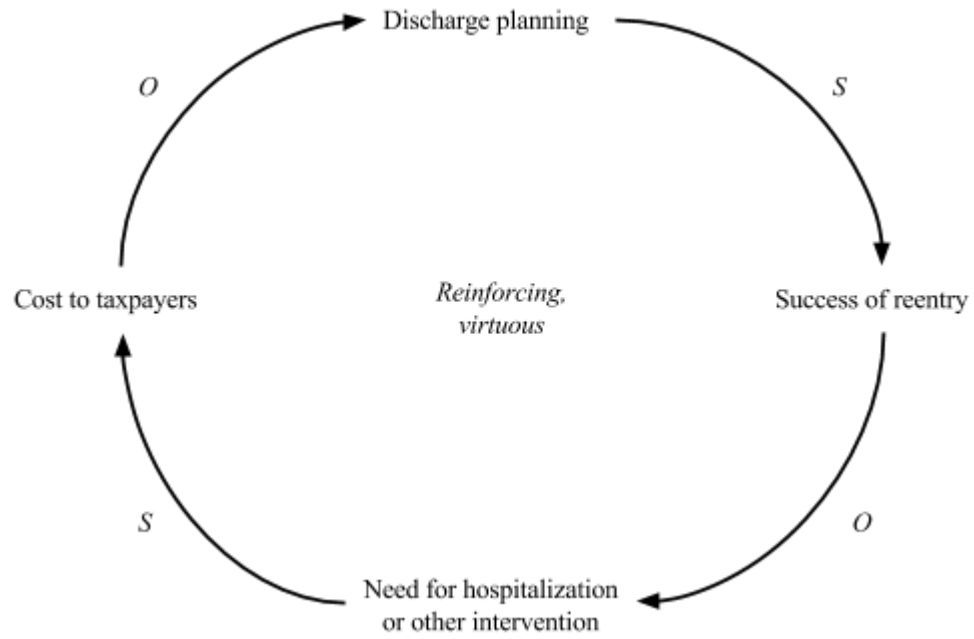 Discharge planning
O
S
Cost to taxpayers
Reinforcing,
virtuous
Success of reentry
S
O
Need for hospitalization
or other intervention